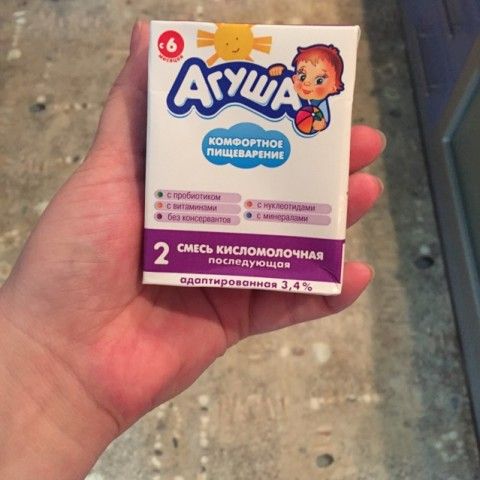 с 6
месяцев
Агуша
КОМФОРТНОЕ
ПИЩЕВАРЕНИЕ
с пробиотиком
с витаминами
без консервантов
с нуклеотидами
с минералами
2 СМЕСЬ КИСЛОМОЛОЧНАЯ
последующая
адаптированная 3,4%